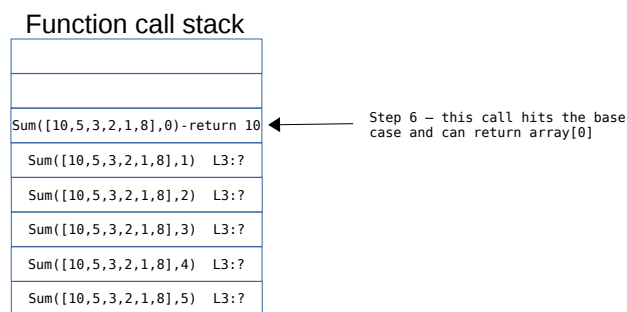 Function call stack
Sum([10,5,3,2,1,8],0)-return 10
Step 6 – this call hits the base
case and can return array[0]
Sum([10,5,3,2,1,8],1)  L3:?
Sum([10,5,3,2,1,8],2)  L3:?
Sum([10,5,3,2,1,8],3)  L3:?
Sum([10,5,3,2,1,8],4)  L3:?
Sum([10,5,3,2,1,8],5)  L3:?